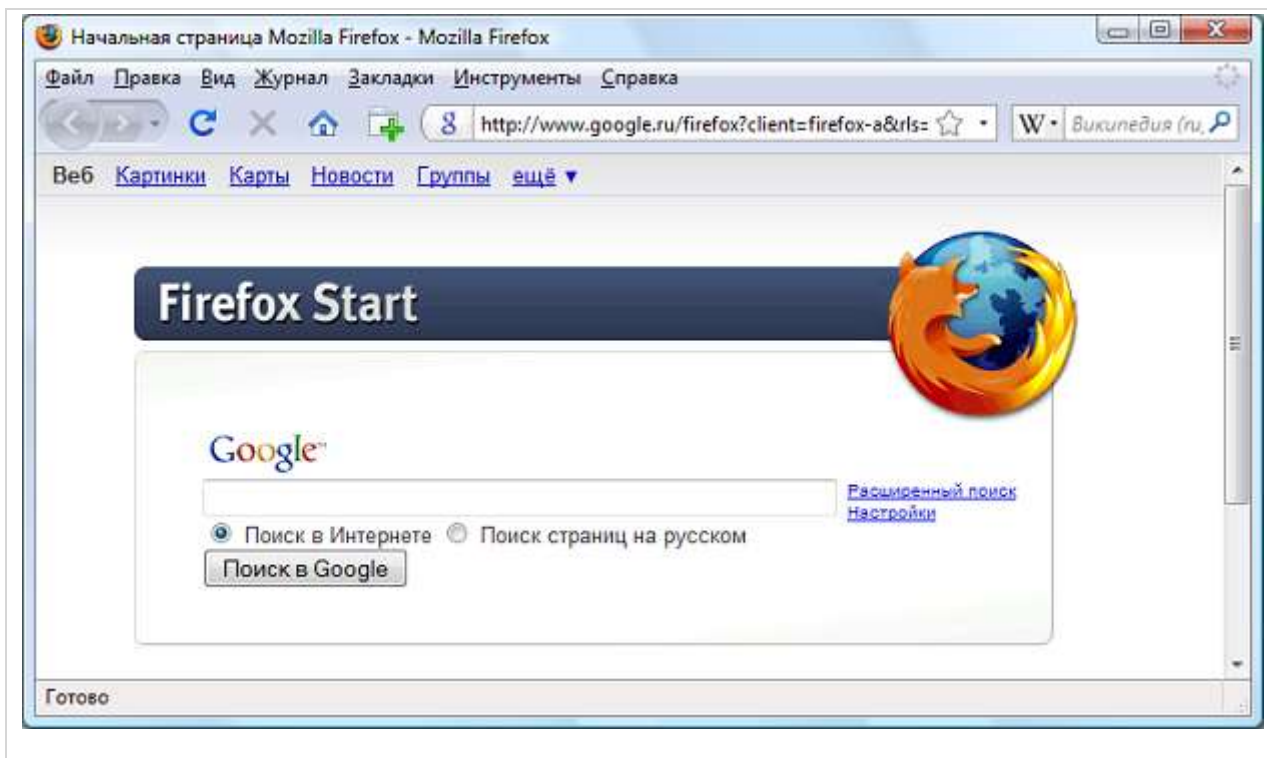 Начальная страница Mozilla Firefox - Mozilla Firefox
Файл Правка Вид Журнал Закладки Инструменты Справка
8 http://www.google.ru/firefox?client=firefox-a&rls= W Википедия (ru,
Веб Картинки Карты Новости Группы ещё ▼
Firefox Start
Google™
Расширенный поиск
Настройки
Поиск в Интернете Поиск страниц на русском
Поиск в Google
Готово